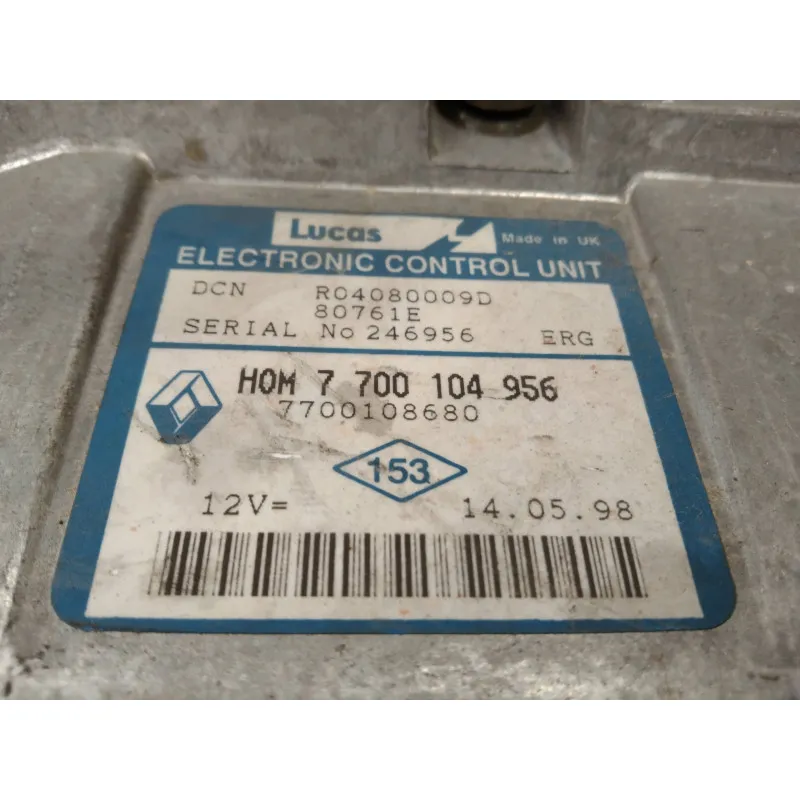 Lucas Made in UK
ELECTRONIC CONTROL UNIT
DCN R04080009D
80761E
SERIAL No 246956 ERG
HOM 7 700 104 956
7700108680
153
12V= 14.05.98